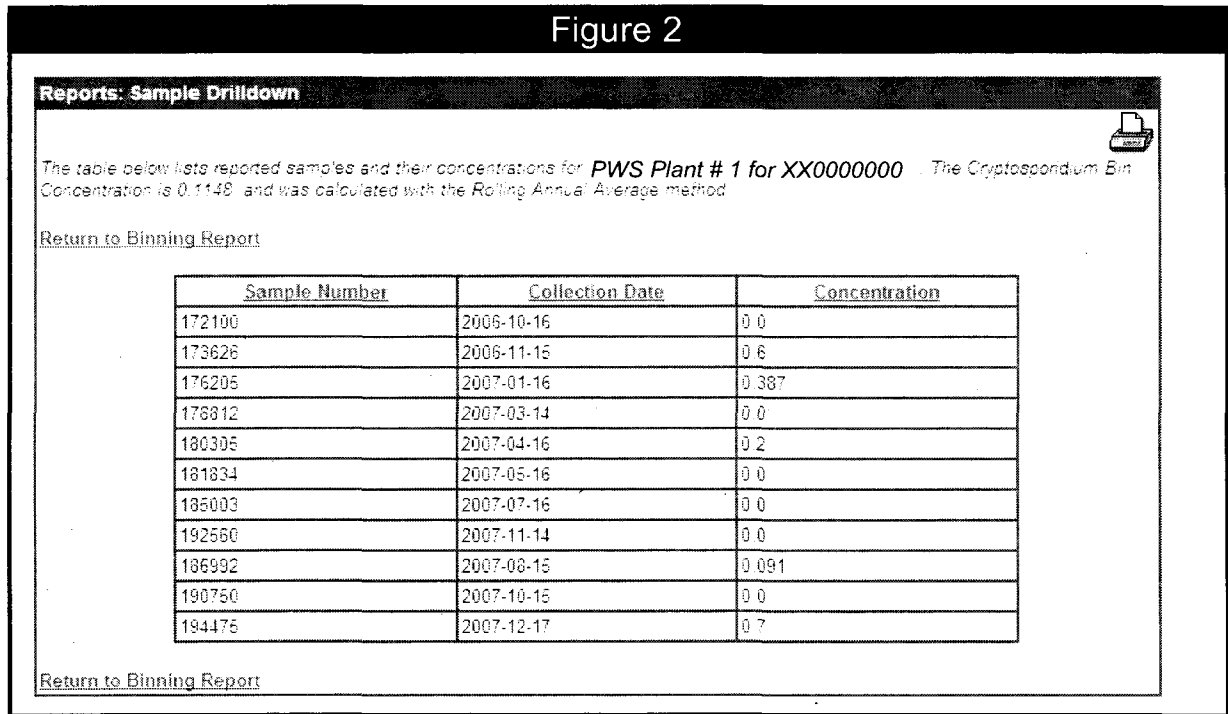 Figure 2
Reports: Sample Drilldown
The table below lists reported samples and their concentrations for PWS Plant # 1 for XX0000000 . The Cryptosporidium Bin
Concentration is 0.1148 and was calculated with the Rolling Annual Average method
Return to Binning Report
Sample Number Collection Date Concentration
172100 2006-10-16 0.0
173626 2006-11-15 0.6
176205 2007-01-16 0.387
178812 2007-03-14 0.0
180305 2007-04-16 0.2
181834 2007-05-16 0.0
185003 2007-07-16 0.0
192560 2007-11-14 0.0
186992 2007-08-15 0.091
190750 2007-10-15 0.0
194475 2007-12-17 0.7
Return to Binning Report